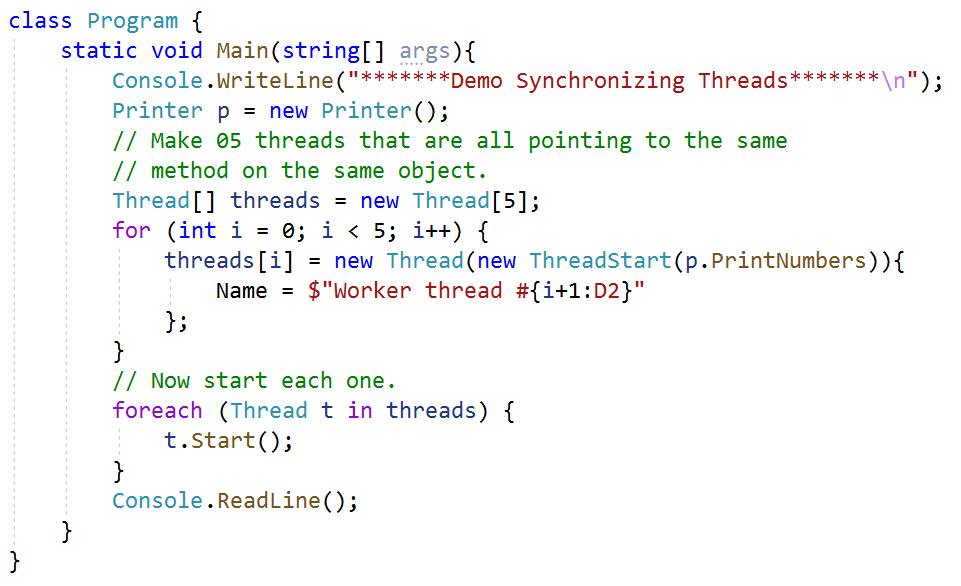 class Program {
    static void Main(string[] args){
        Console.WriteLine("*******Demo Synchronizing Threads*******\n");
        Printer p = new Printer();
        // Make 05 threads that are all pointing to the same
        // method on the same object.
        Thread[] threads = new Thread[5];
        for (int i = 0; i < 5; i++) {
            threads[i] = new Thread(new ThreadStart(p.PrintNumbers)){
                Name = $"Worker thread #{i+1:D2}"
            };
        }
        // Now start each one.
        foreach (Thread t in threads) {
            t.Start();
        }
        Console.ReadLine();
    }
}